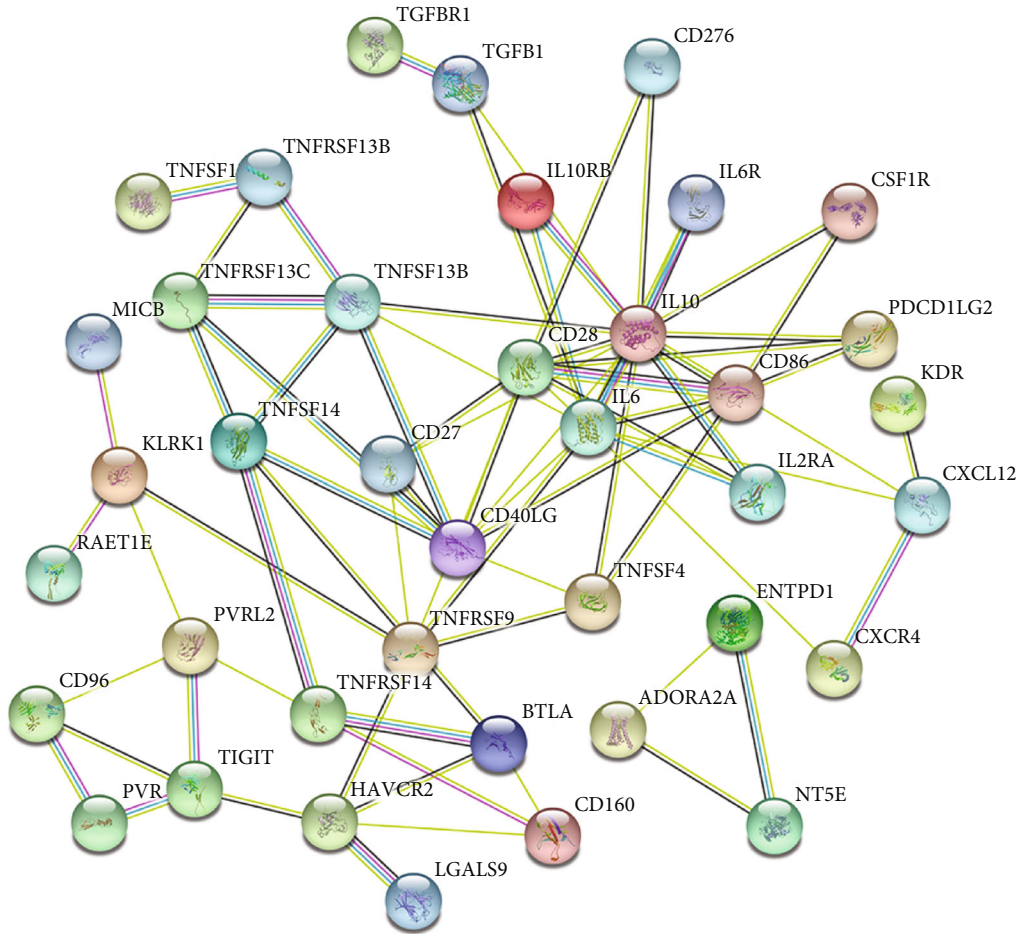 TGFBR1
CD276
TGFB1
TNFRSF13B
TNFSF1
IL10RB
IL6R
CSF1R
TNFRSF13C
TNFSF13B
MICB
IL10
PDCD1LG2
CD28
CD86
KDR
IL6
TNFSF14
KLRK1
CD27
IL2RA
CXCL12
CD40LG
RAET1E
TNFSF4
ENTPD1
TNFRSF9
PVRL2
CXCR4
TNFRSF14
CD96
ADORA2A
BTLA
TIGIT
PVR
HAVCR2
NT5E
CD160
LGALS9